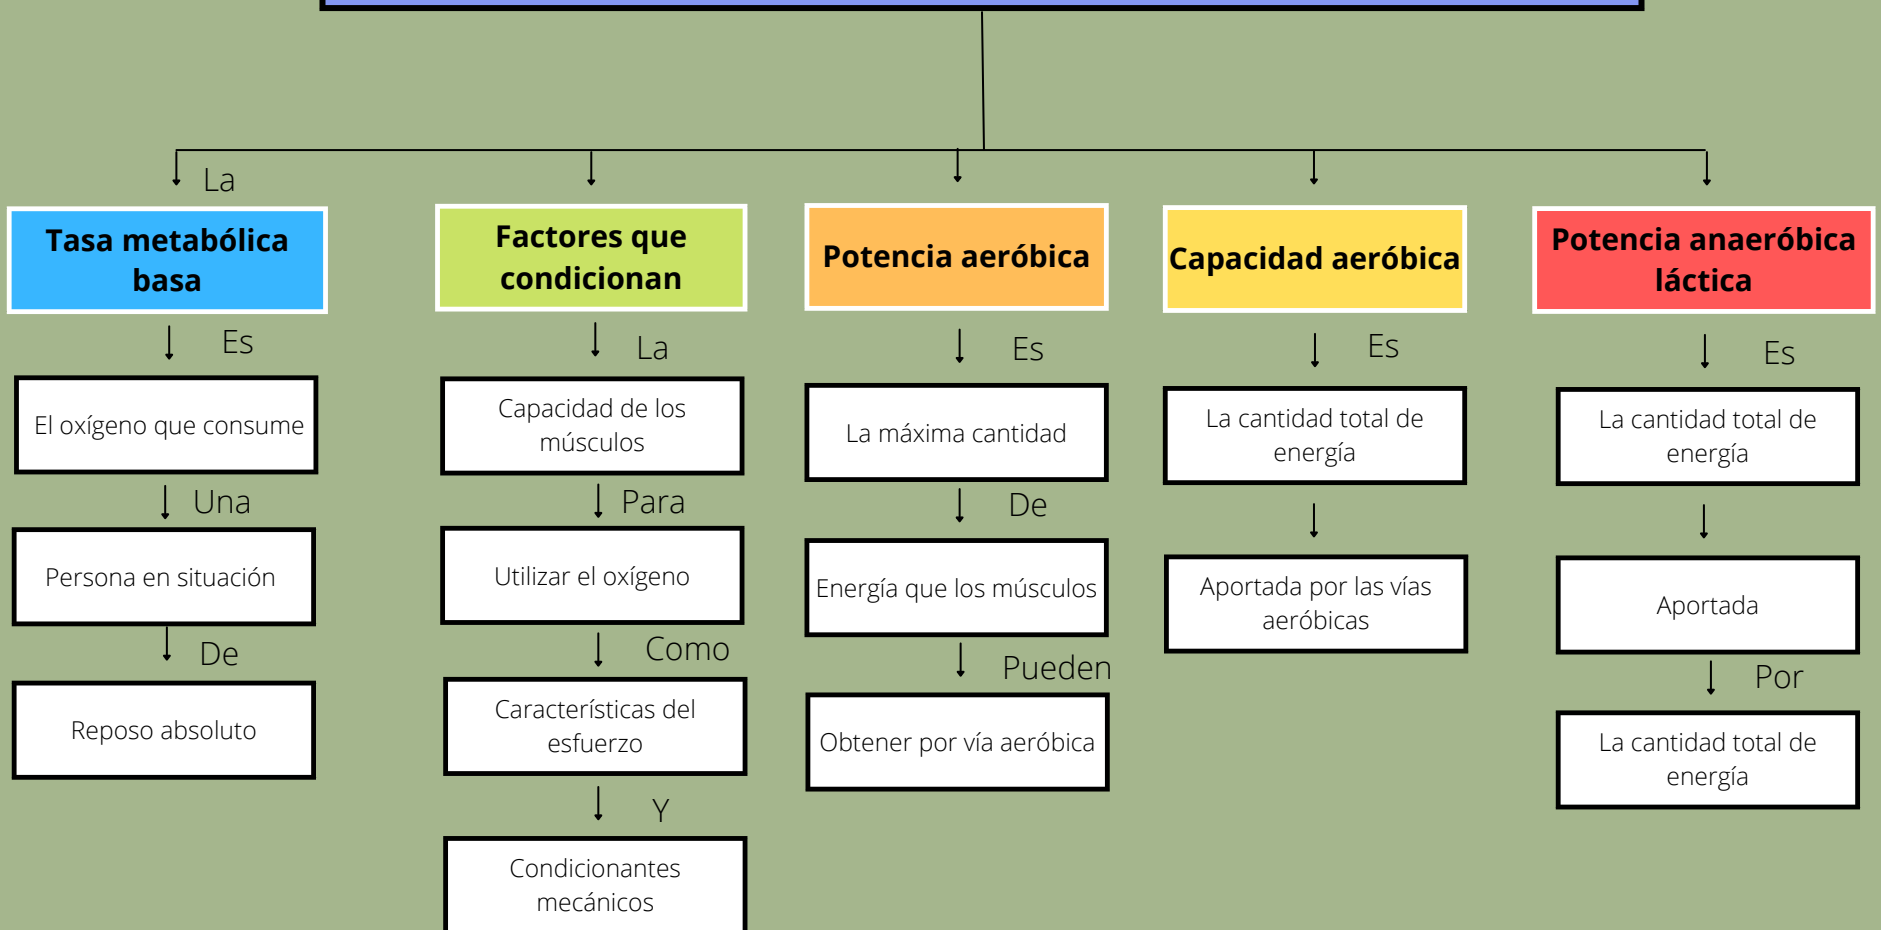 La
Tasa metabólica
basa
Es
El oxígeno que consume
Una
Persona en situación
De
Reposo absoluto
Factores que
condicionan
La
Capacidad de los
músculos
Para
Utilizar el oxígeno
Como
Características del
esfuerzo
Y
Condicionantes
mecánicos
Potencia aeróbica
Es
La máxima cantidad
De
Energía que los músculos
Pueden
Obtener por vía aeróbica
Capacidad aeróbica
Es
La cantidad total de
energía
Aportada por las vías
aeróbicas
Potencia anaeróbica
láctica
Es
La cantidad total de
energía
Aportada
Por
La cantidad total de
energía